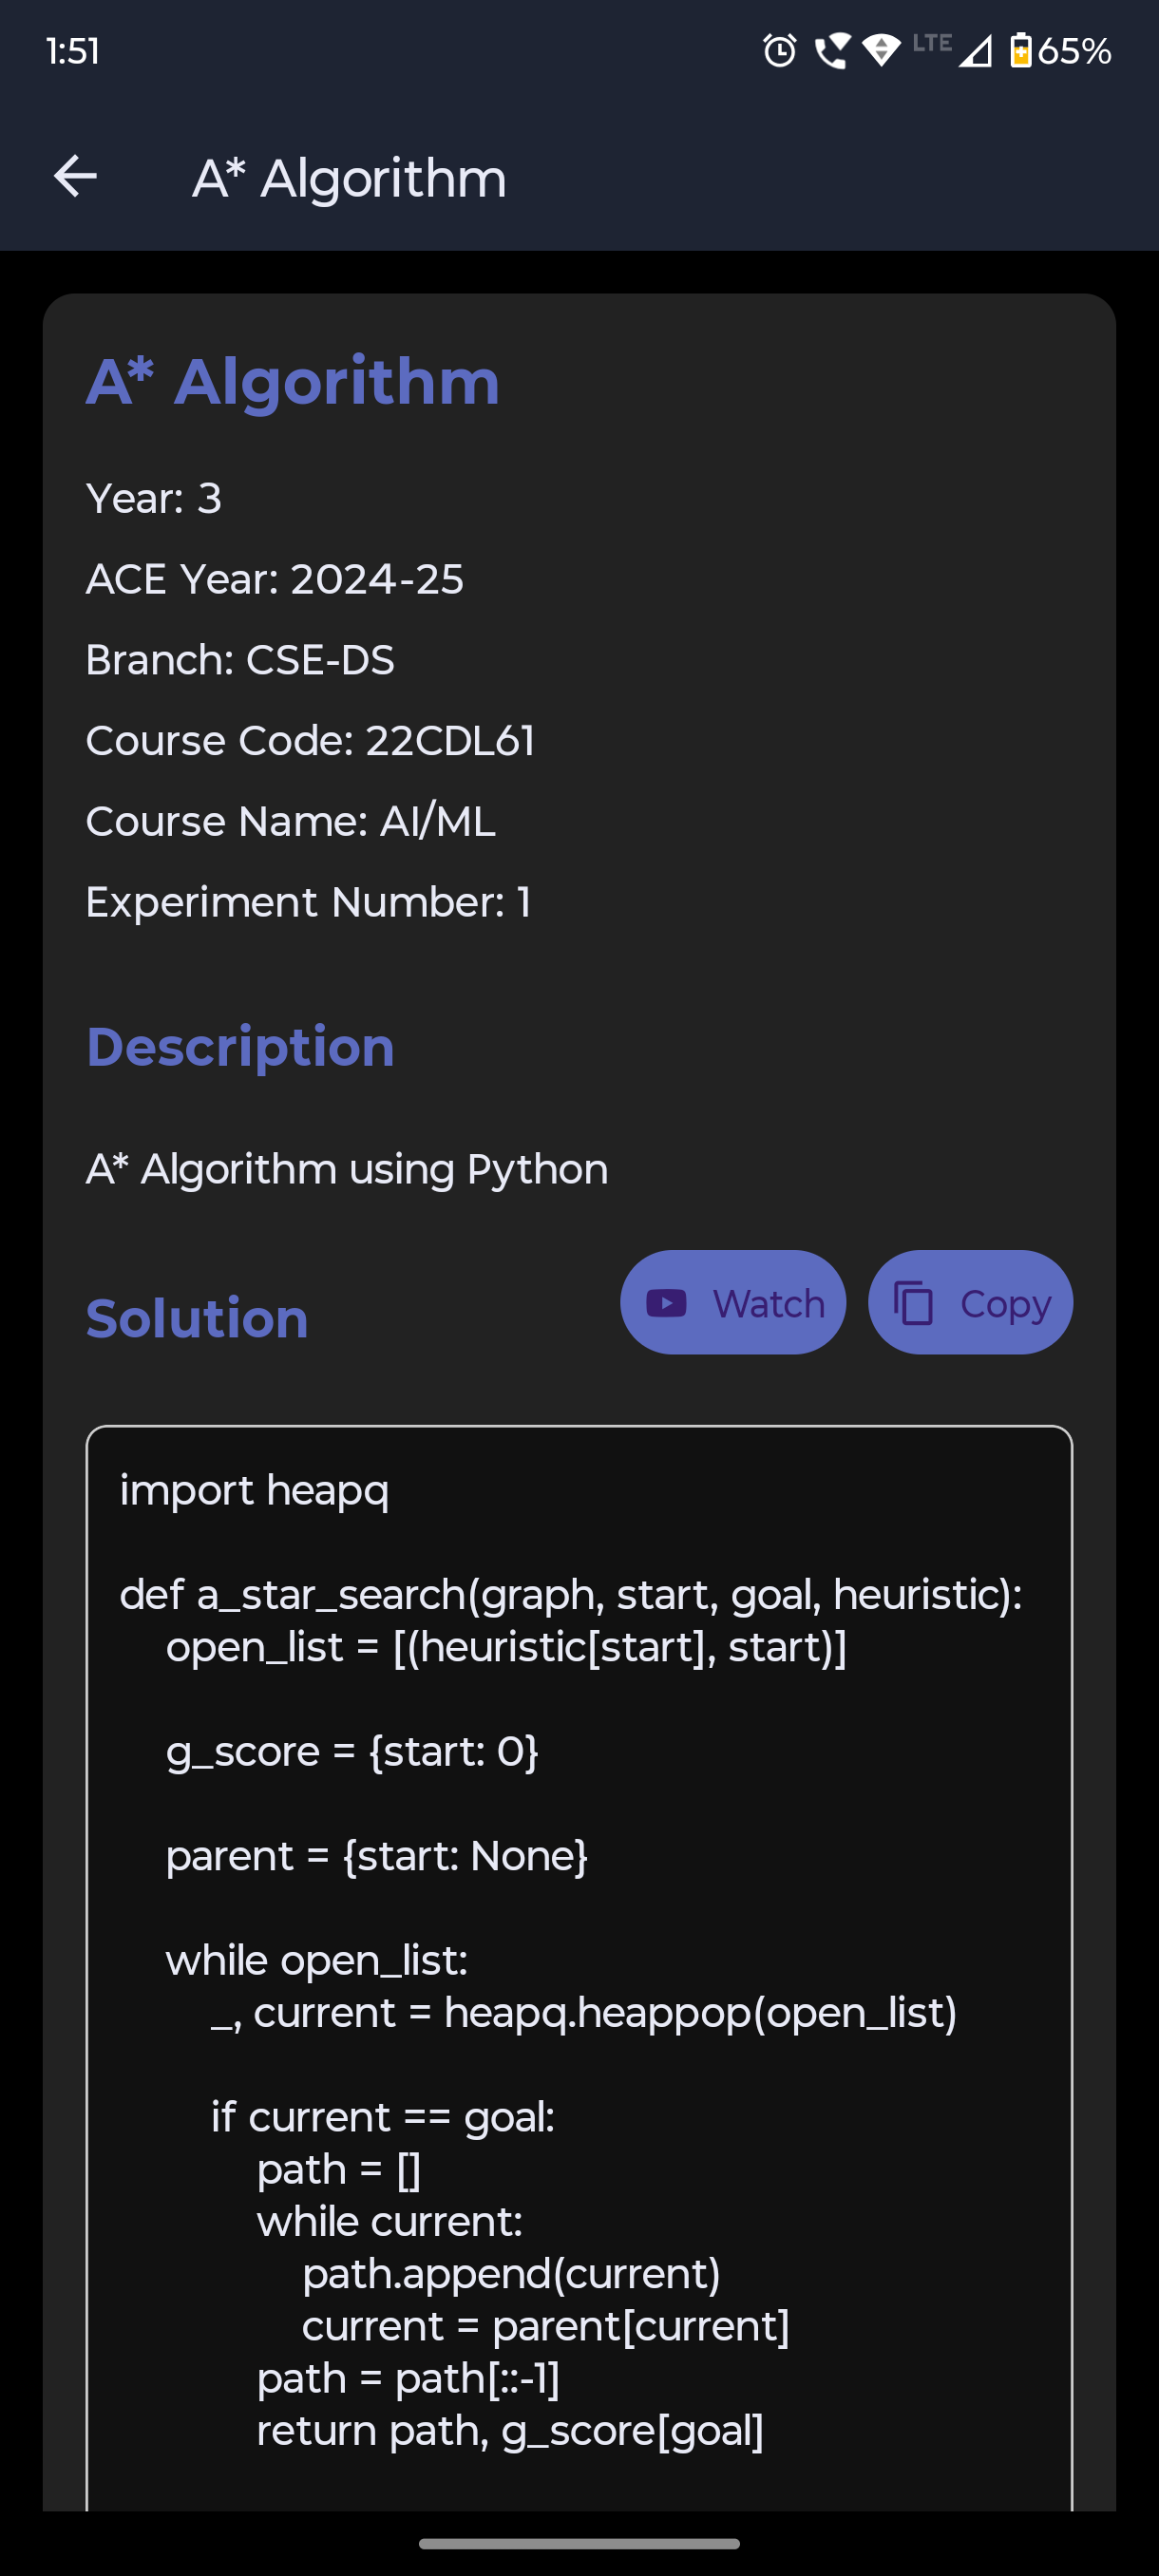 1:51
LTE
65%
A* Algorithm
A* Algorithm
Year: 3
ACE Year: 2024-25
Branch: CSE-DS
Course Code: 22CDL61
Course Name: AI/ML
Experiment Number: 1
Description
A* Algorithm using Python
Solution
Watch
Copy
import heapq
def a_star_search(graph, start, goal, heuristic):
    open_list = [(heuristic[start], start)]
    g_score = {start: 0}
    parent = {start: None}
    while open_list:
        _, current = heapq.heappop(open_list)
        if current == goal:
            path = []
            while current:
                path.append(current)
                current = parent[current]
            path = path[::-1]
            return path, g_score[goal]